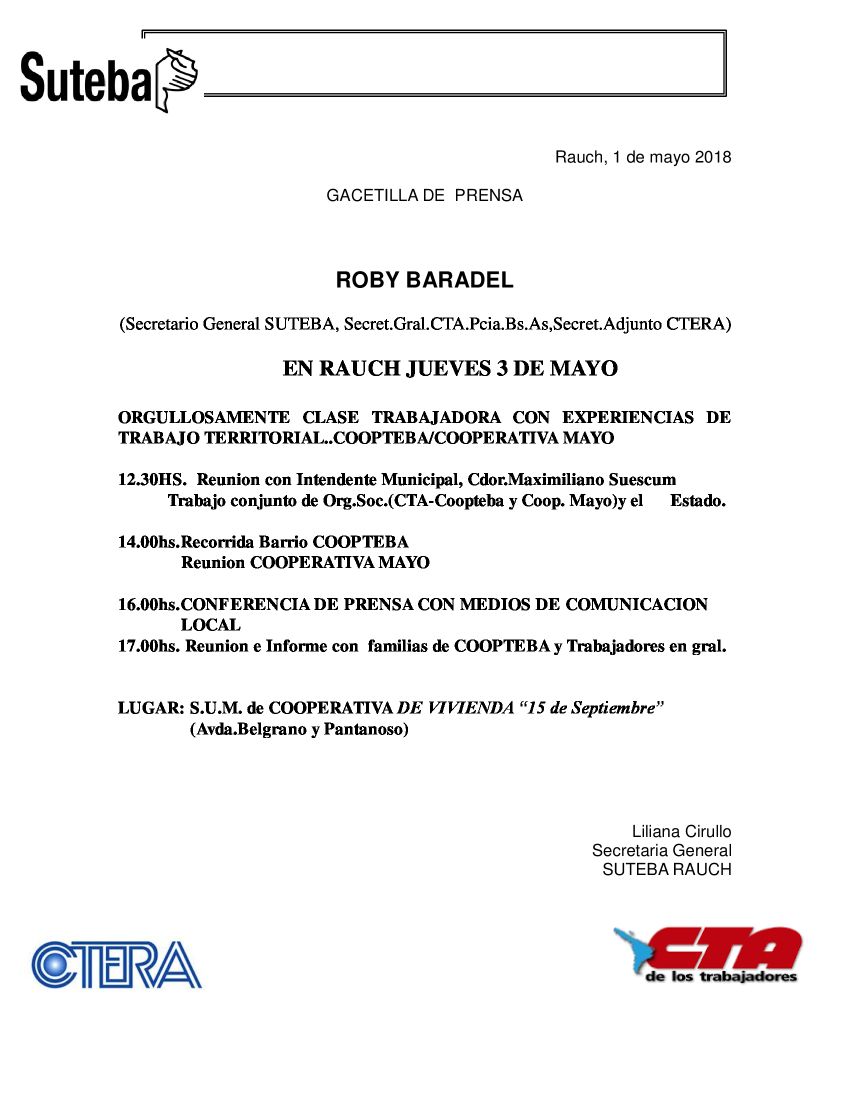 Suteba
Rauch, 1 de mayo 2018
GACETILLA DE  PRENSA
ROBY BARADEL
(Secretario General SUTEBA, Secret.Gral.CTA.Pcia.Bs.As,Secret.Adjunto CTERA)
EN RAUCH JUEVES 3 DE MAYO
ORGULLOSAMENTE CLASE TRABAJADORA CON EXPERIENCIAS DE
TRABAJO TERRITORIAL..COOPTEBA/COOPERATIVA MAYO
12.30HS.  Reunion con Intendente Municipal, Cdor.Maximiliano Suescum
Trabajo conjunto de Org.Soc.(CTA-Coopteba y Coop. Mayo)y el     Estado.
14.00hs.Recorrida Barrio COOPTEBA
Reunion COOPERATIVA MAYO
16.00hs.CONFERENCIA DE PRENSA CON MEDIOS DE COMUNICACION
LOCAL
17.00hs. Reunion e Informe con  familias de COOPTEBA y Trabajadores en gral.
LUGAR: S.U.M. de COOPERATIVA DE VIVIENDA “15 de Septiembre”
(Avda.Belgrano y Pantanoso)
Liliana Cirullo
Secretaria General
SUTEBA RAUCH
CTERA
CTA
de los trabajadores